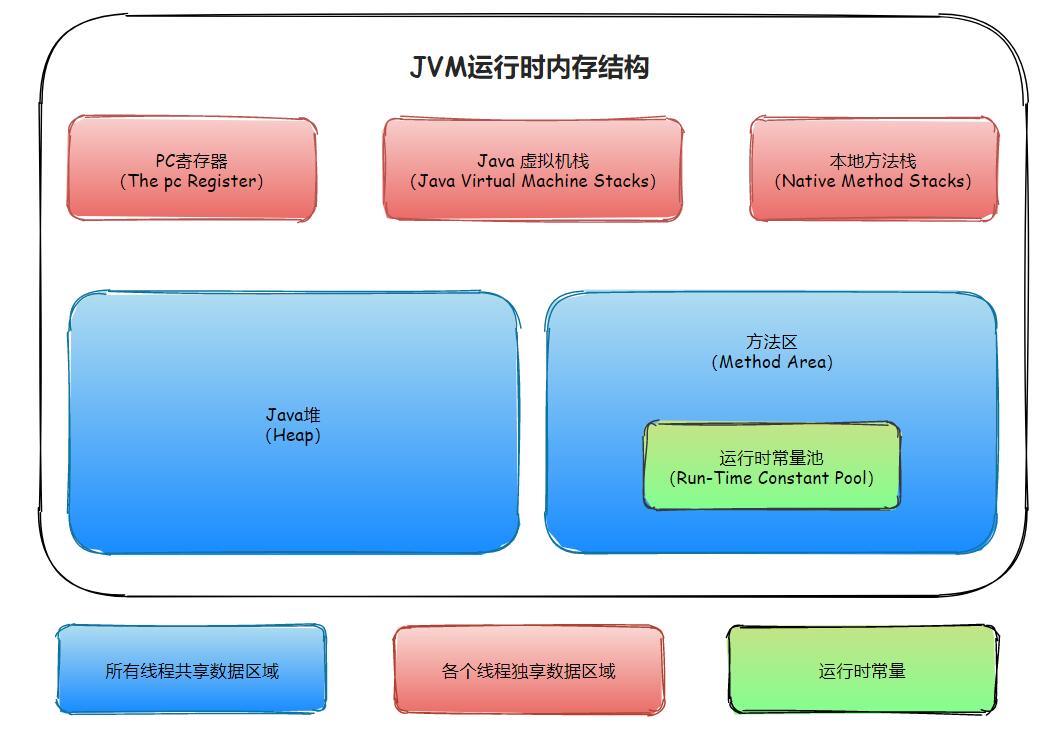 JVM运行时内存结构
PC寄存器
(The pc Register)
Java 虚拟机栈
(Java Virtual Machine Stacks)
本地方法栈
(Native Method Stacks)
Java堆
(Heap)
方法区
(Method Area)
运行时常量池
(Run-Time Constant Pool)
所有线程共享数据区域
各个线程独享数据区域
运行时常量